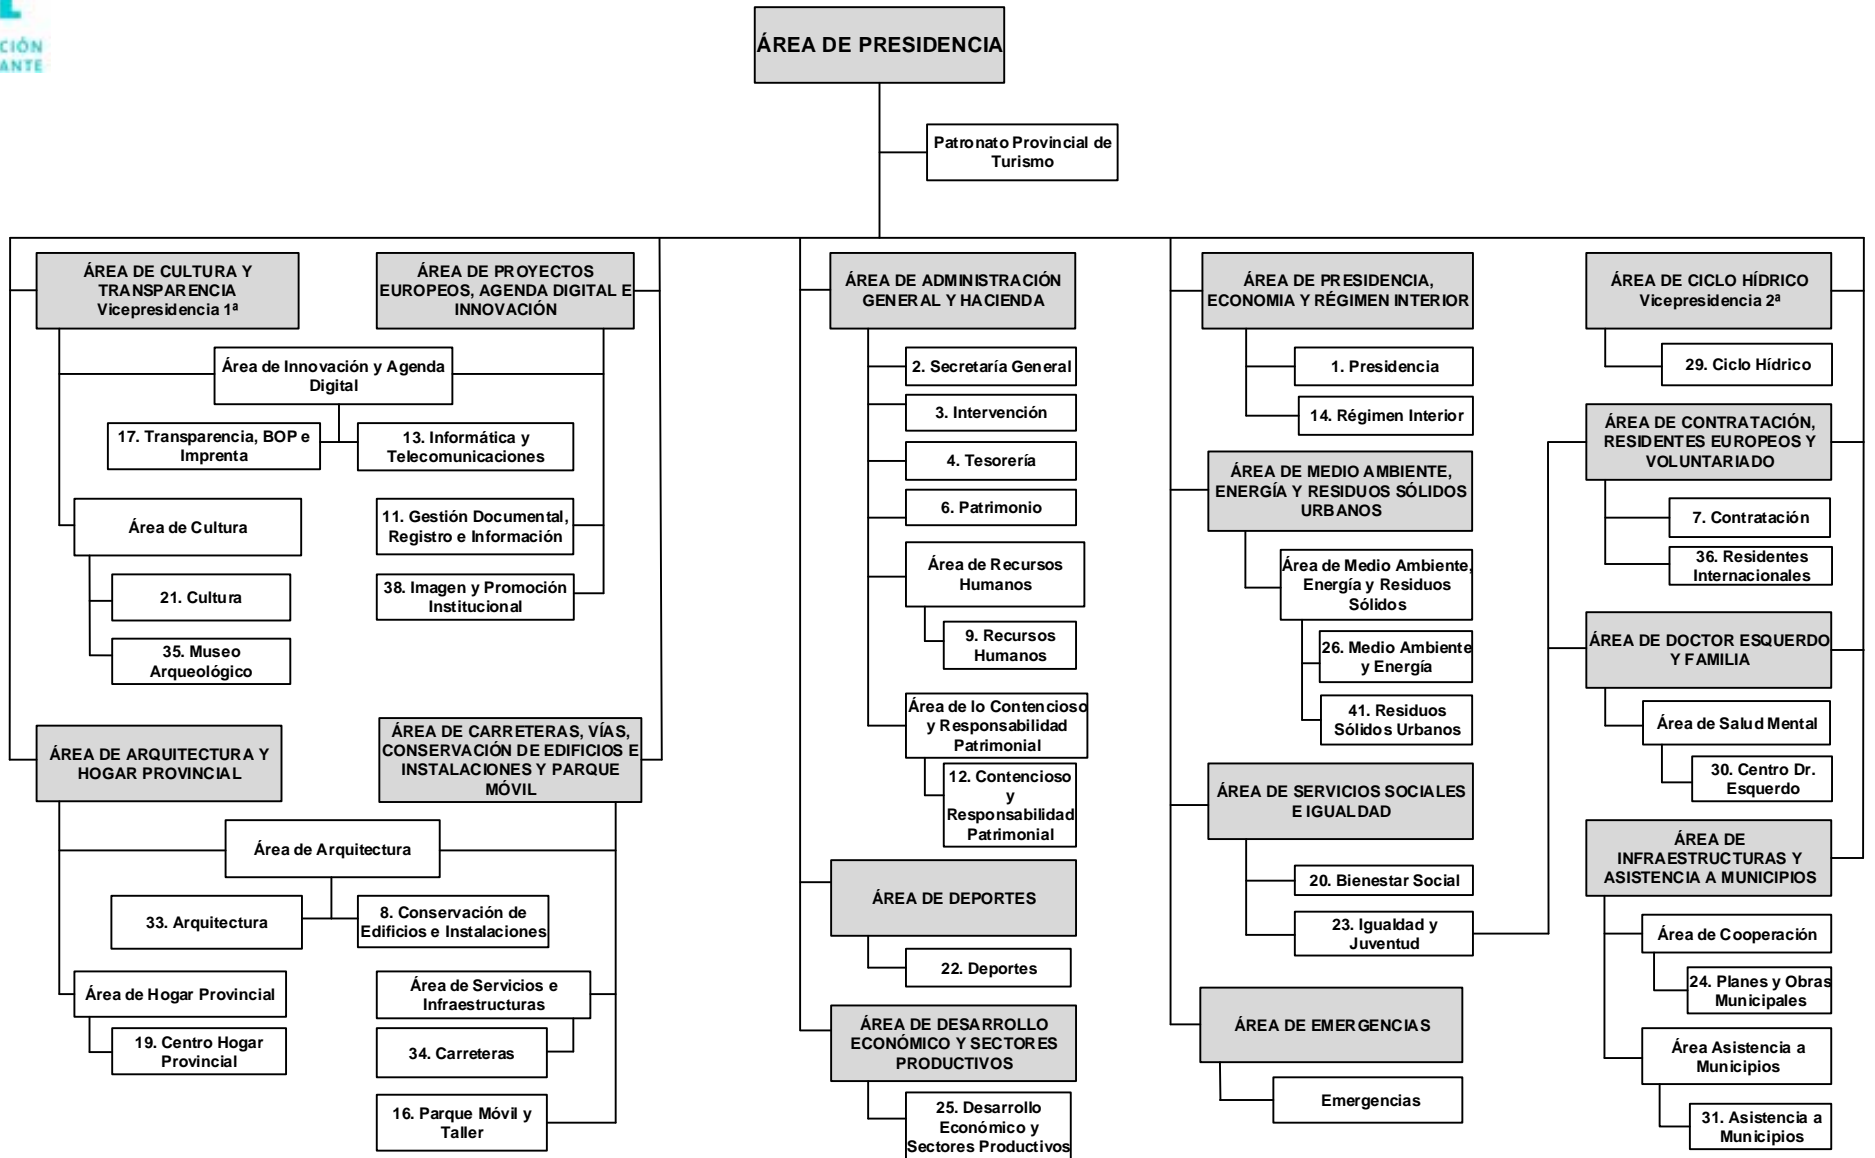 CIÓN
ANTE
ÁREA DE PRESIDENCIA
Patronato Provincial de
Turismo
ÁREA DE CULTURA Y
TRANSPARENCIA
Vicepresidencia 1ª
ÁREA DE PROYECTOS
EUROPEOS, AGENDA DIGITAL E
INNOVACIÓN
Área de Innovación y Agenda
Digital
17. Transparencia, BOP e
Imprenta
13. Informática y
Telecomunicaciones
Área de Cultura
21. Cultura
35. Museo
Arqueológico
11. Gestión Documental,
Registro e Información
38. Imagen y Promoción
Institucional
ÁREA DE ARQUITECTURA Y
HOGAR PROVINCIAL
ÁREA DE CARRETERAS, VÍAS,
CONSERVACIÓN DE EDIFICIOS E
INSTALACIONES Y PARQUE
MÓVIL
Área de Arquitectura
33. Arquitectura
8. Conservación de
Edificios e Instalaciones
Área de Hogar Provincial
19. Centro Hogar
Provincial
Área de Servicios e
Infraestructuras
34. Carreteras
16. Parque Móvil y
Taller
ÁREA DE ADMINISTRACIÓN
GENERAL Y HACIENDA
2. Secretaría General
3. Intervención
4. Tesorería
6. Patrimonio
Área de Recursos
Humanos
9. Recursos
Humanos
Área de lo Contencioso
y Responsabilidad
Patrimonial
12. Contencioso
y
Responsabilidad
Patrimonial
ÁREA DE DEPORTES
22. Deportes
ÁREA DE DESARROLLO
ECONÓMICO Y SECTORES
PRODUCTIVOS
25. Desarrollo
Económico y
Sectores Productivos
ÁREA DE PRESIDENCIA,
ECONOMIA Y RÉGIMEN INTERIOR
1. Presidencia
14. Régimen Interior
ÁREA DE MEDIO AMBIENTE,
ENERGÍA Y RESIDUOS SÓLIDOS
URBANOS
Área de Medio Ambiente,
Energía y Residuos
Sólidos
26. Medio Ambiente
y Energía
41. Residuos
Sólidos Urbanos
ÁREA DE SERVICIOS SOCIALES
E IGUALDAD
20. Bienestar Social
23. Igualdad y
Juventud
ÁREA DE EMERGENCIAS
Emergencias
ÁREA DE CICLO HÍDRICO
Vicepresidencia 2ª
29. Ciclo Hídrico
ÁREA DE CONTRATACIÓN,
RESIDENTES EUROPEOS Y
VOLUNTARIADO
7. Contratación
36. Residentes
Internacionales
ÁREA DE DOCTOR ESQUERDO
Y FAMILIA
Área de Salud Mental
30. Centro Dr.
Esquerdo
ÁREA DE
INFRAESTRUCTURAS Y
ASISTENCIA A MUNICIPIOS
Área de Cooperación
24. Planes y Obras
Municipales
Área Asistencia a
Municipios
31. Asistencia a
Municipios